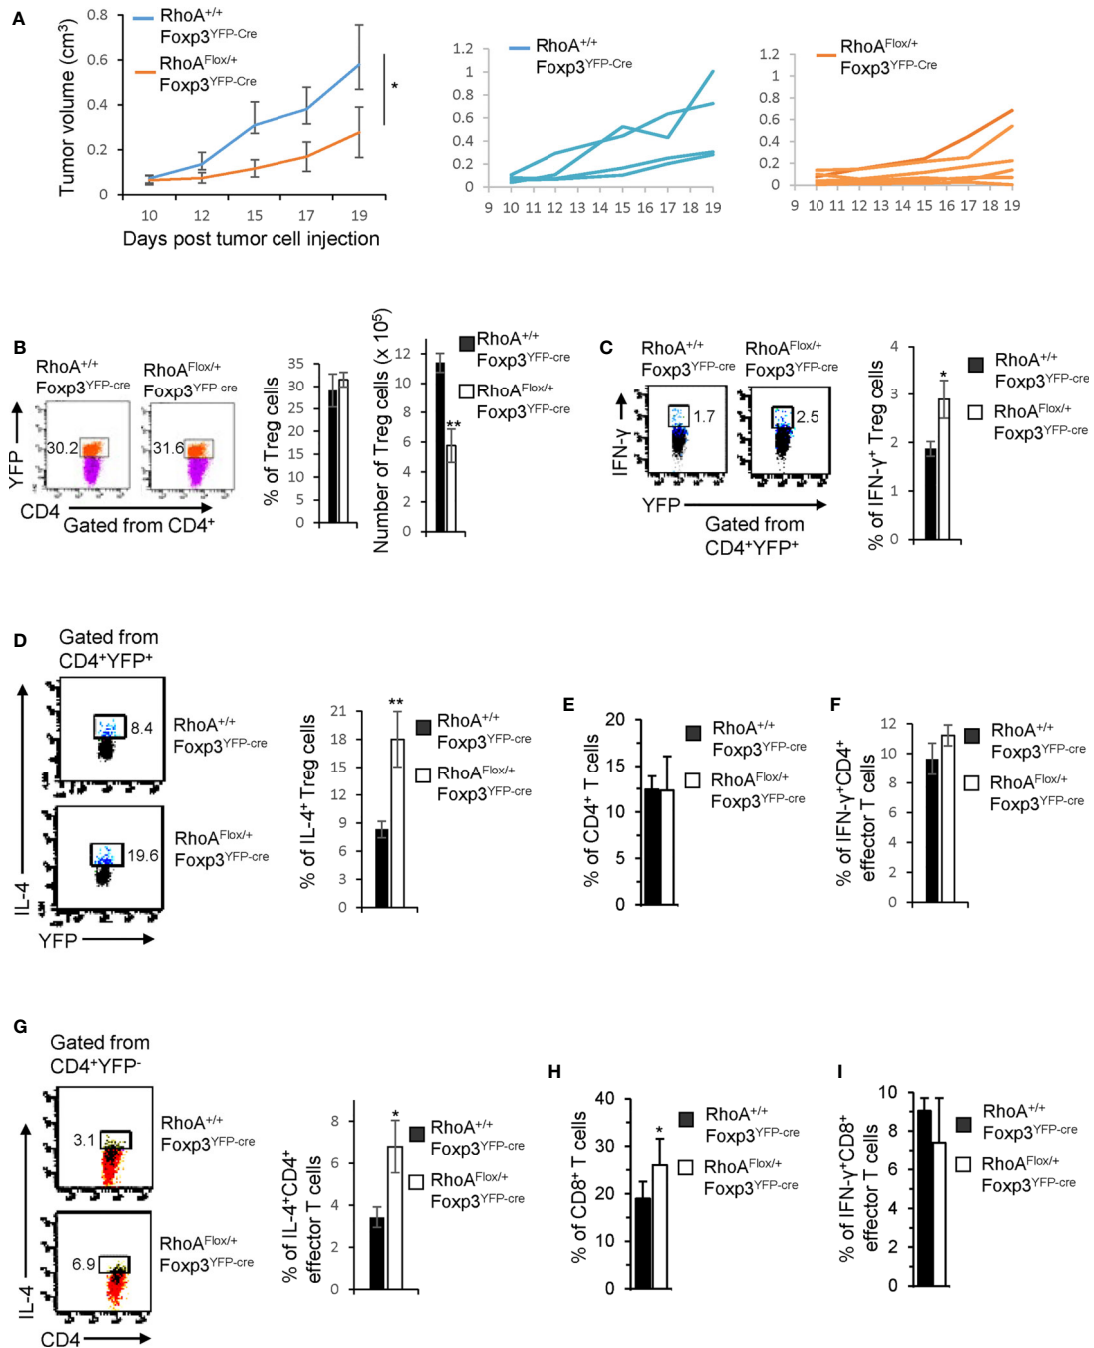 A
Tumor volume (cm³)
0.8
0.6
0.4
0.2
0
10 12 15 17 19
Days post tumor cell injection
RhoA+/+
Foxp3YFP-Cre
RhoAFlox/+
Foxp3YFP-Cre
*
1.2
1
0.8
0.6
0.4
0.2
0
9 10 11 12 13 14 15 16 17 18 19
RhoA+/+
Foxp3YFP-Cre
1.2
1
0.8
0.6
0.4
0.2
0
9 10 11 12 13 14 15 16 17 18 19
RhoAFlox/+
Foxp3YFP-Cre
B
RhoA+/+
Foxp3YFP-cre
RhoAFlox/+
Foxp3YFP-cre
YFP
30.2
31.6
CD4
Gated from CD4+
% of Treg cells
35
30
25
20
15
10
5
0
Number of Treg cells (x 10⁵)
12
10
8
6
4
2
0
**
RhoA+/+
Foxp3YFP-cre
RhoAFlox/+
Foxp3YFP-cre
C
RhoA+/+
Foxp3YFP-cre
RhoAFlox/+
Foxp3YFP-cre
IFN-γ
1.7
2.5
YFP
Gated from
CD4+YFP+
% of IFN-γ+ Treg cells
4
3
2
1
0
*
RhoA+/+
Foxp3YFP-cre
RhoAFlox/+
Foxp3YFP-cre
D
Gated from
CD4+YFP+
IL-4
8.4
RhoA+/+
Foxp3YFP-cre
19.6
RhoAFlox/+
Foxp3YFP-cre
YFP
% of IL-4+ Treg cells
21
18
15
12
9
6
3
0
**
RhoA+/+
Foxp3YFP-cre
RhoAFlox/+
Foxp3YFP-cre
E
% of CD4+ T cells
20
15
10
5
0
RhoA+/+
Foxp3YFP-cre
RhoAFlox/+
Foxp3YFP-cre
F
% of IFN-γ+CD4+
effector T cells
12
10
8
6
4
2
0
RhoA+/+
Foxp3YFP-cre
RhoAFlox/+
Foxp3YFP-cre
G
Gated from
CD4+YFP-
IL-4
3.1
RhoA+/+
Foxp3YFP-cre
6.9
RhoAFlox/+
Foxp3YFP-cre
CD4
% of IL-4+CD4+
effector T cells
8
6
4
2
0
*
RhoA+/+
Foxp3YFP-cre
RhoAFlox/+
Foxp3YFP-cre
H
% of CD8+ T cells
40
30
20
10
0
*
RhoA+/+
Foxp3YFP-cre
RhoAFlox/+
Foxp3YFP-cre
I
% of IFN-γ+CD8+
effector T cells
10
8
6
4
2
0
RhoA+/+
Foxp3YFP-cre
RhoAFlox/+
Foxp3YFP-cre